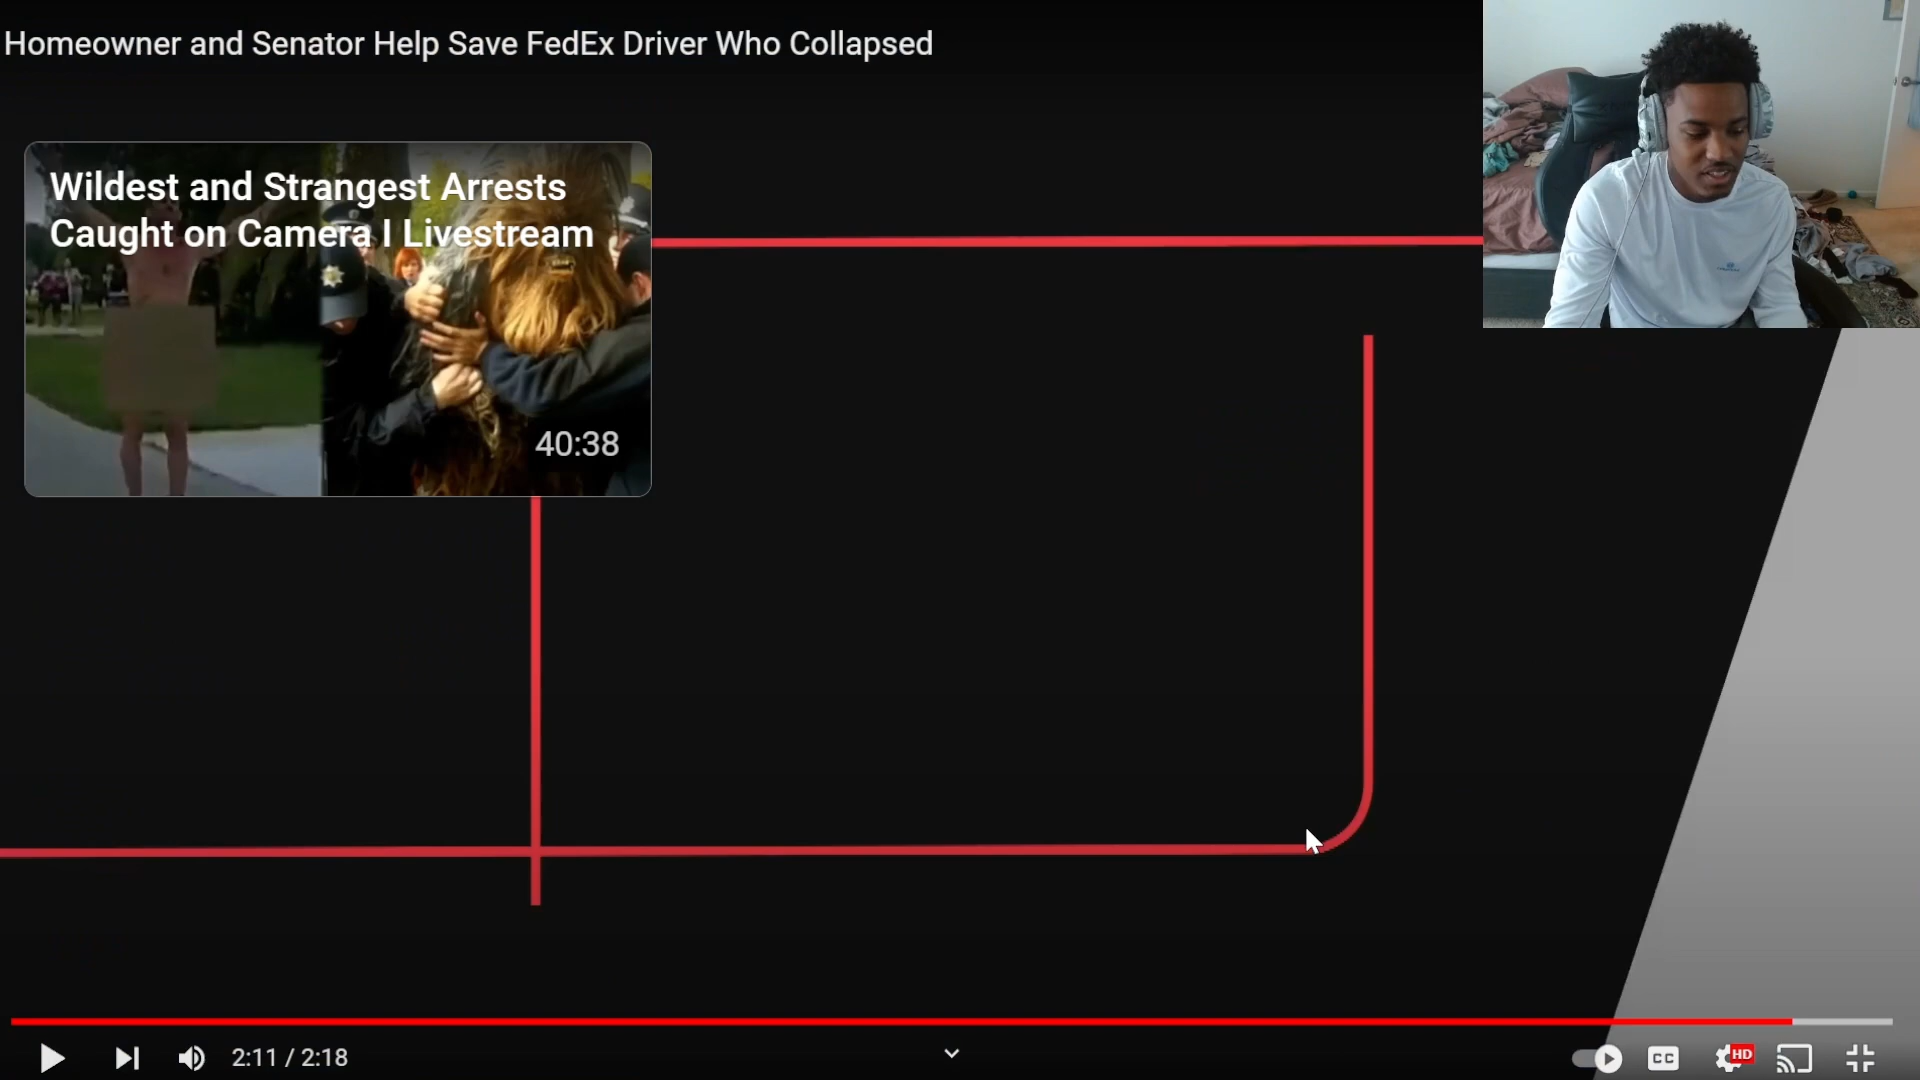 Homeowner and Senator Help Save FedEx Driver Who Collapsed
Wildest and Strangest Arrests
Caught on Camera I Livestream
40:38
2:11 / 2:18
CC
HD